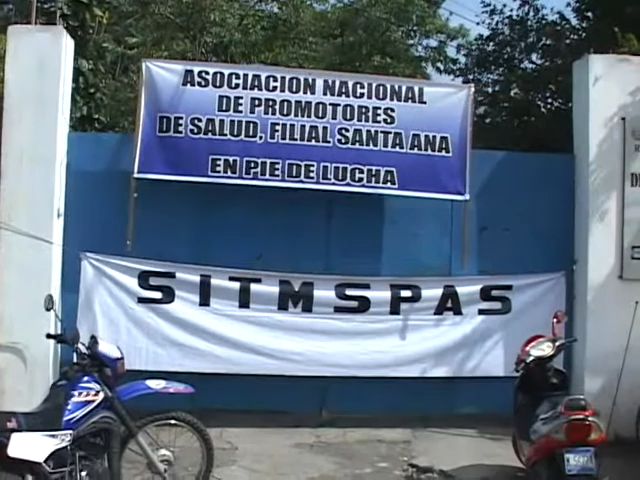 ASOCIACION NACIONAL
DE PROMOTORES
DE SALUD, FILIAL SANTA ANA
EN PIE DE LUCHA
SITMSPAS